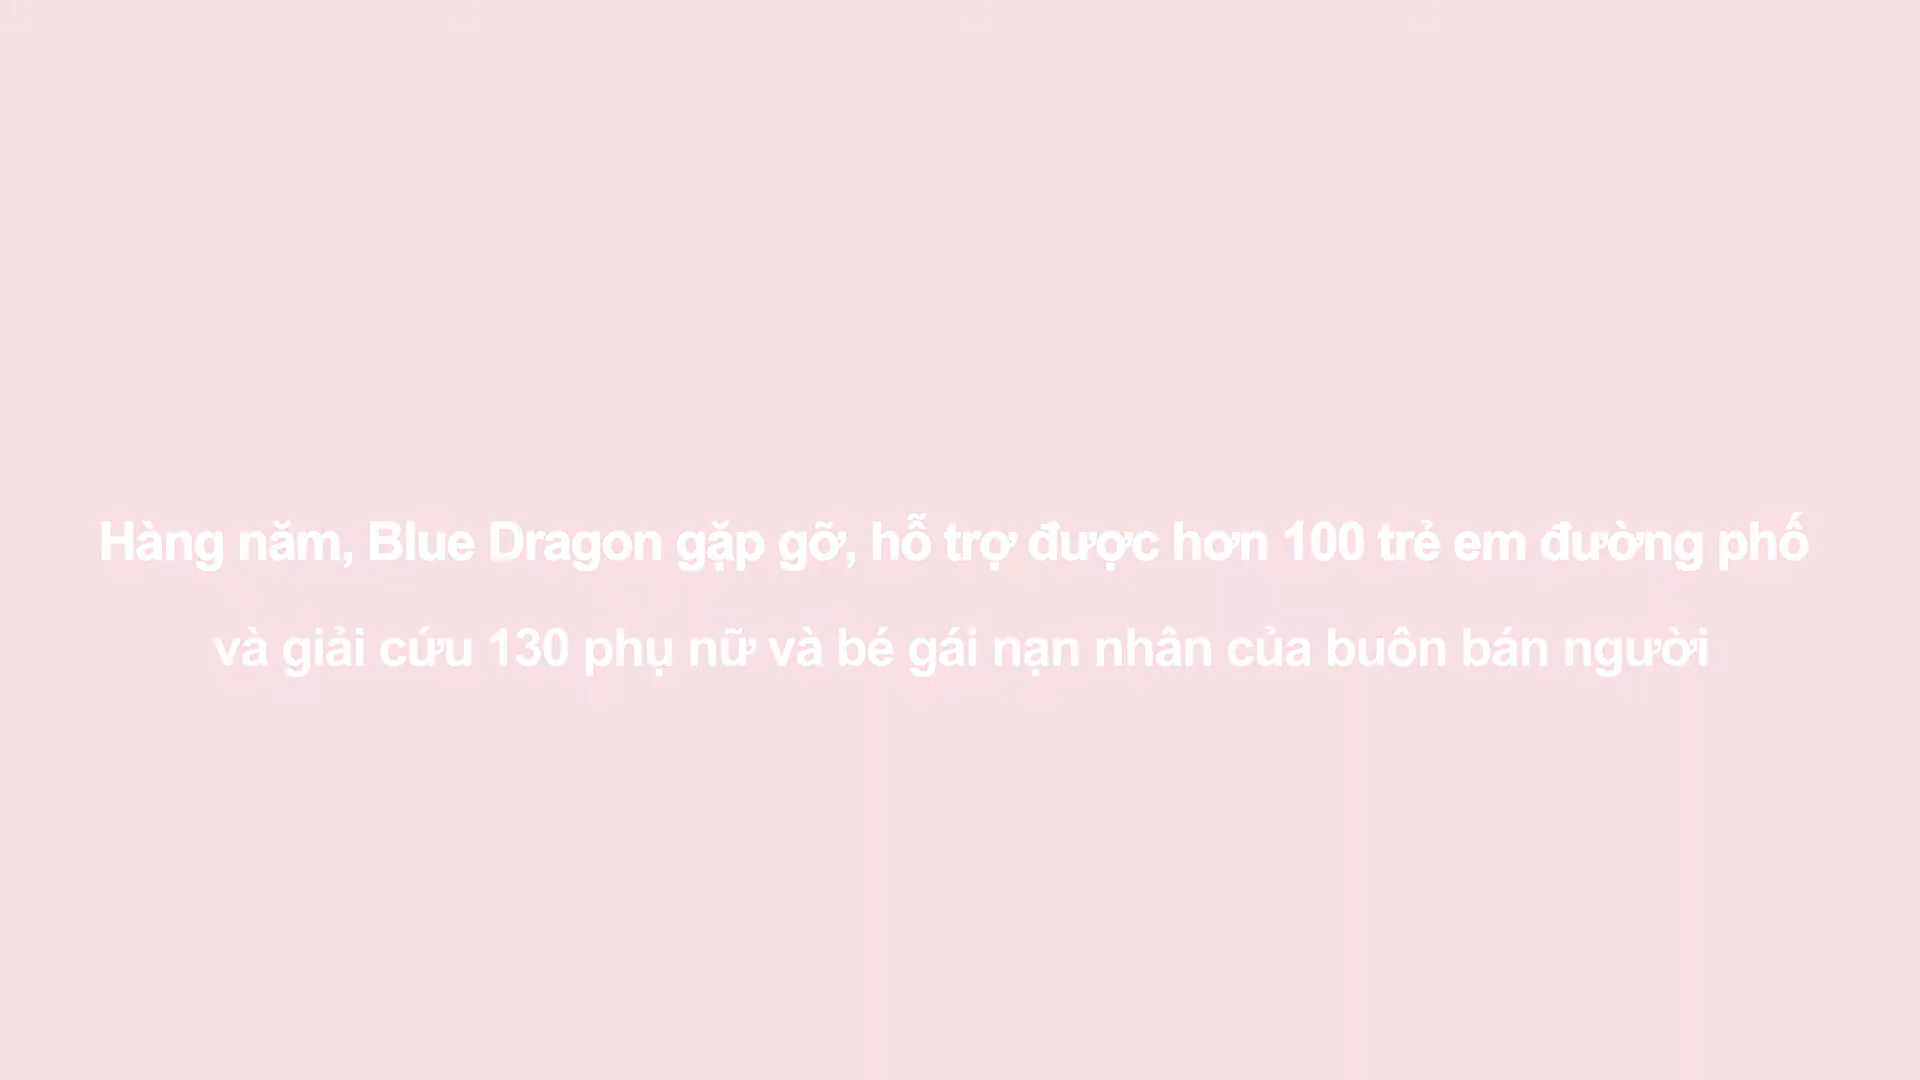 Hàng năm, Blue Dragon gặp gỡ, hỗ trợ được hơn 100 trẻ em đường phố
và giải cứu 130 phụ nữ và bé gái nạn nhân của buôn bán người